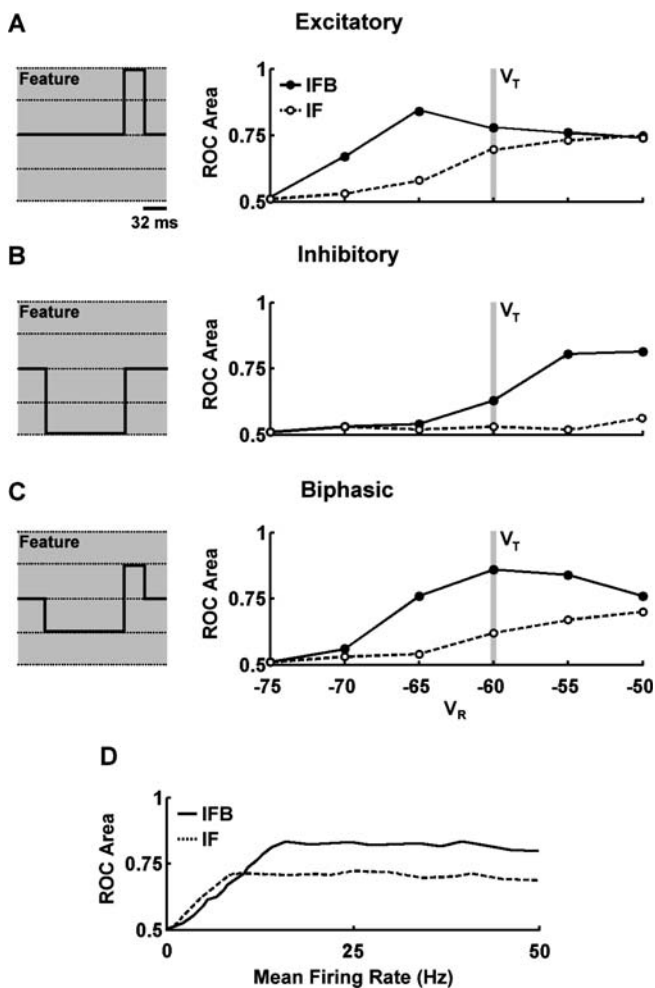 A
Excitatory
Feature
32 ms
ROC Area
1
0.75
0.5
IFB
IF
V_T
B
Inhibitory
Feature
ROC Area
1
0.75
0.5
V_T
C
Biphasic
Feature
ROC Area
1
0.75
0.5
V_T
-75 -70 -65 -60 -55 -50
V_R
D
ROC Area
1
0.75
0.5
IFB
IF
0 25 50
Mean Firing Rate (Hz)